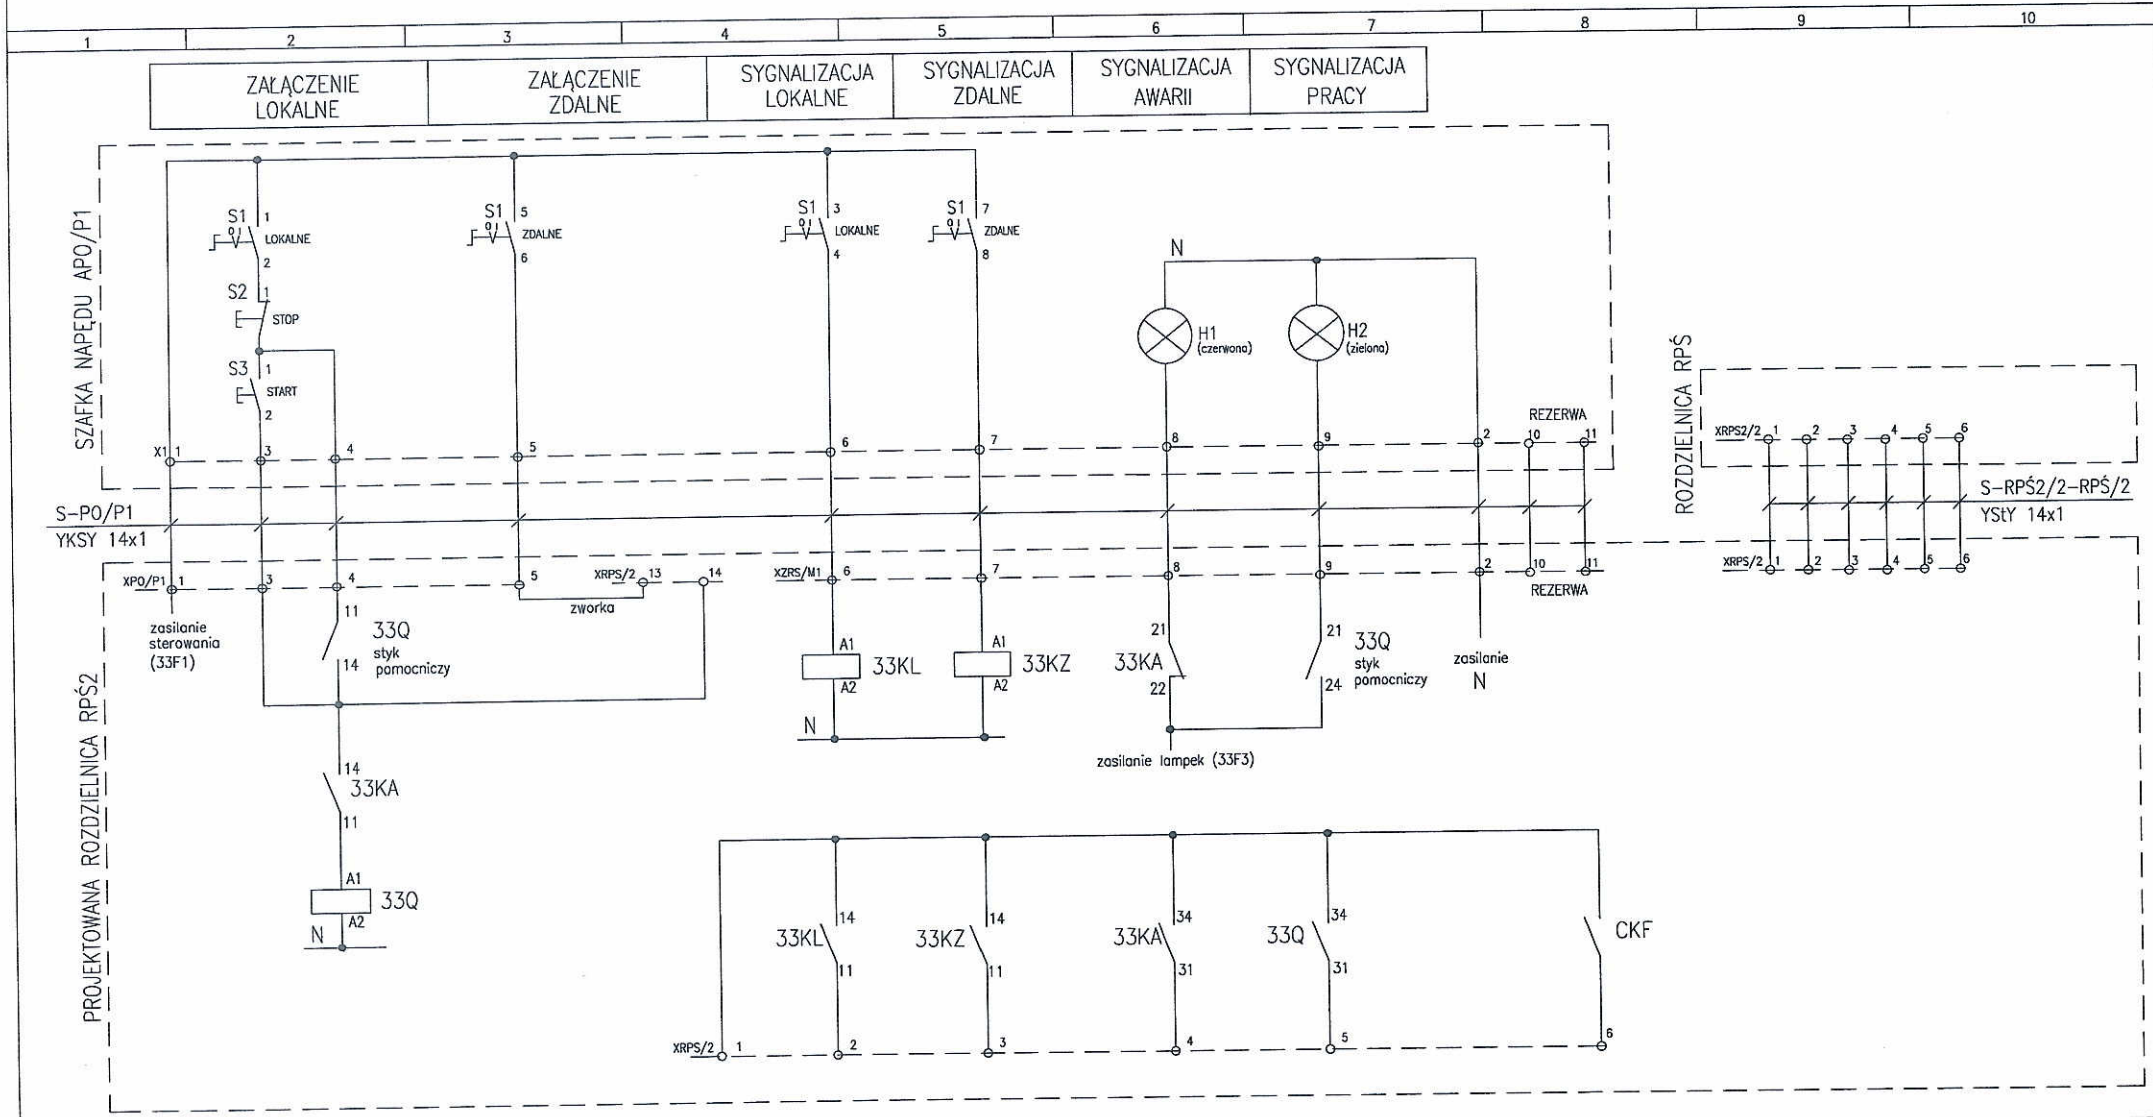 1 2 3 4 5 6 7 8 9 10
ZAŁĄCZENIE
LOKALNE
ZAŁĄCZENIE
ZDALNE
SYGNALIZACJA
LOKALNE
SYGNALIZACJA
ZDALNE
SYGNALIZACJA
AWARII
SYGNALIZACJA
PRACY
SZAFKA NAPĘDU APO/P1
S1 1
0 I
LOKALNE
2
S2 1
STOP
S3 1
START
2
S1 5
0 I
ZDALNE
6
S1 3
0 I
LOKALNE
4
S1 7
0 I
ZDALNE
8
N
H1
(czerwona)
H2
(zielona)
REZERWA
X1 1 3 4 5 6 7 8 9 2 10 11
ROZDZIELNICA RPŚ
XRPS2/2 1 2 3 4 5 6
S-RPŚ2/2-RPŚ/2
YStY 14x1
XRPS/2 1 2 3 4 5 6
S-PO/P1
YKSY 14x1
PROJEKTOWANA ROZDZIELNICA RPŚ2
XPO/P1 1 3 4 5 XRPS/2 13 14 XZRS/M1 6 7 8 9 2 10 11
REZERWA
zworka
zasilanie
sterowania
(33F1)
11
33Q
styk
pomocniczy
14
A1
33KL
A2
A1
33KZ
A2
N
21
33KA
22
21
33Q
styk
pomocniczy
24
zasilanie
N
zasilanie lampek (33F3)
14
33KA
11
A1
33Q
A2
N
14
33KL
11
14
33KZ
11
34
33KA
31
34
33Q
31
CKF
XRPS/2 1 2 3 4 5 6